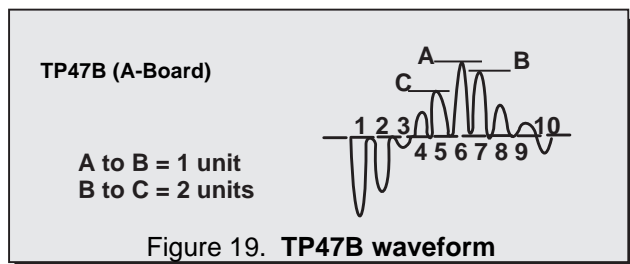 TP47B (A-Board)
A
B
C
1 2 3
10
4 5 6 7 8 9
A to B = 1 unit
B to C = 2 units
Figure 19. TP47B waveform